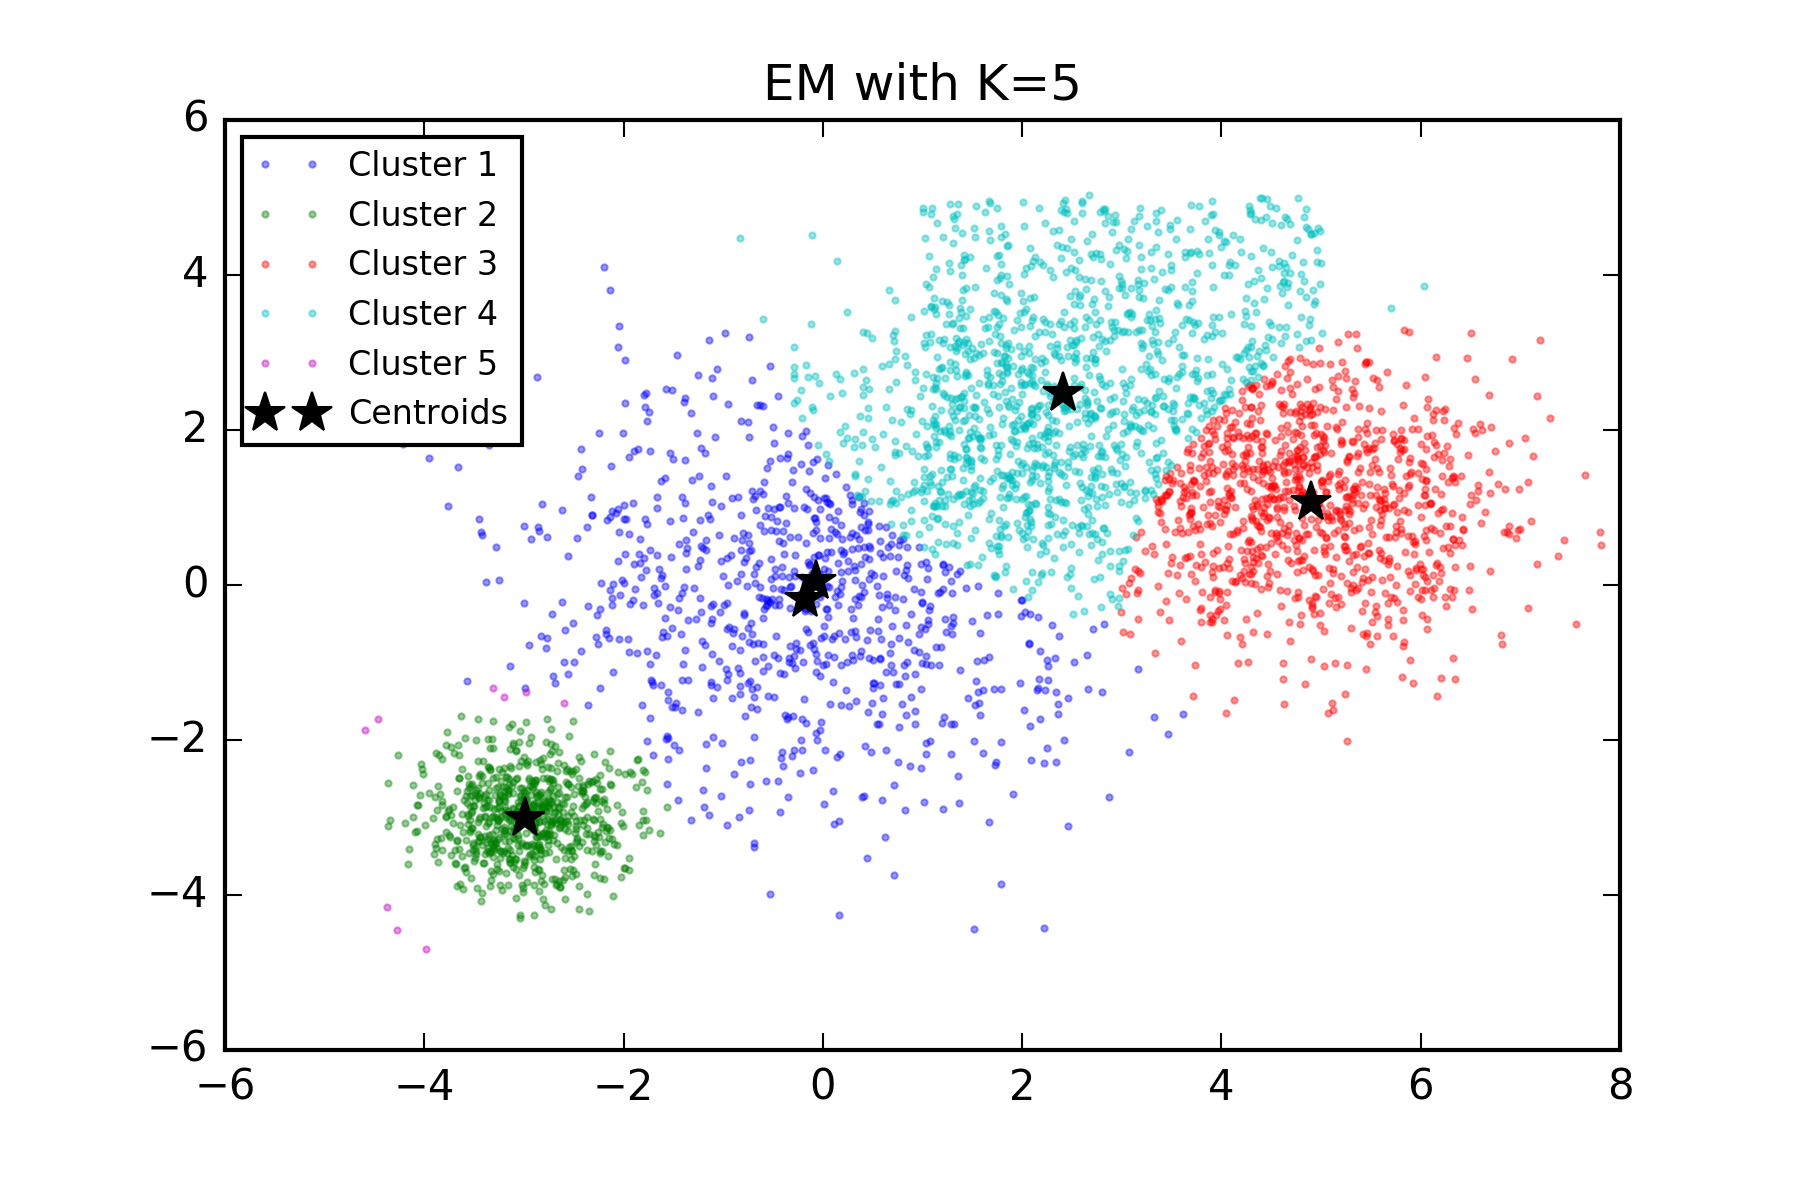 EM with K=5
6
4
2
0
−2
−4
−6
Cluster 1
Cluster 2
Cluster 3
Cluster 4
Cluster 5
Centroids
−6 −4 −2 0 2 4 6 8